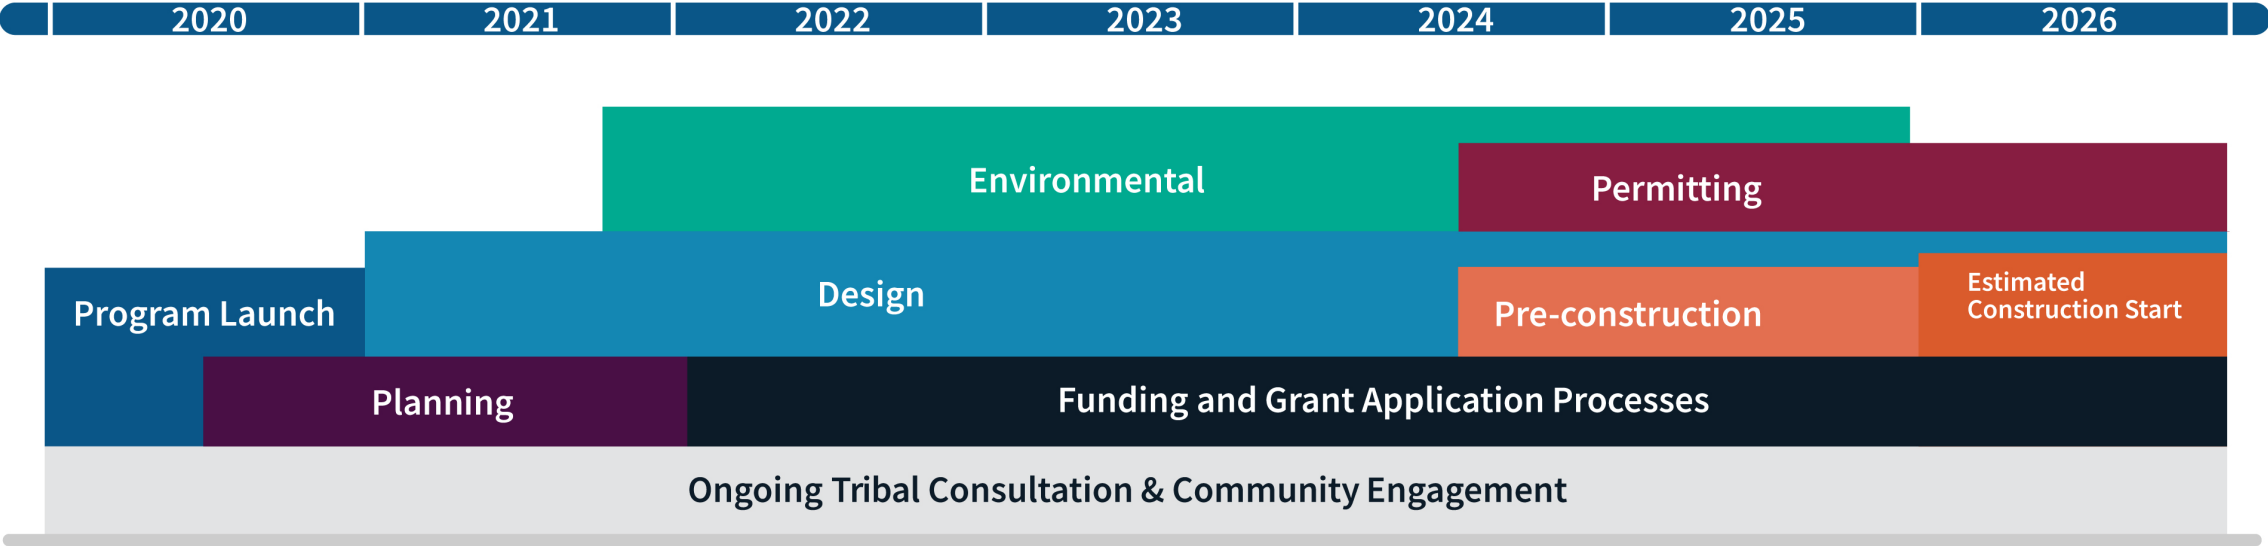 2020 2021 2022 2023 2024 2025 2026
Environmental
Permitting
Program Launch
Design
Pre-construction
Estimated
Construction Start
Planning
Funding and Grant Application Processes
Ongoing Tribal Consultation & Community Engagement